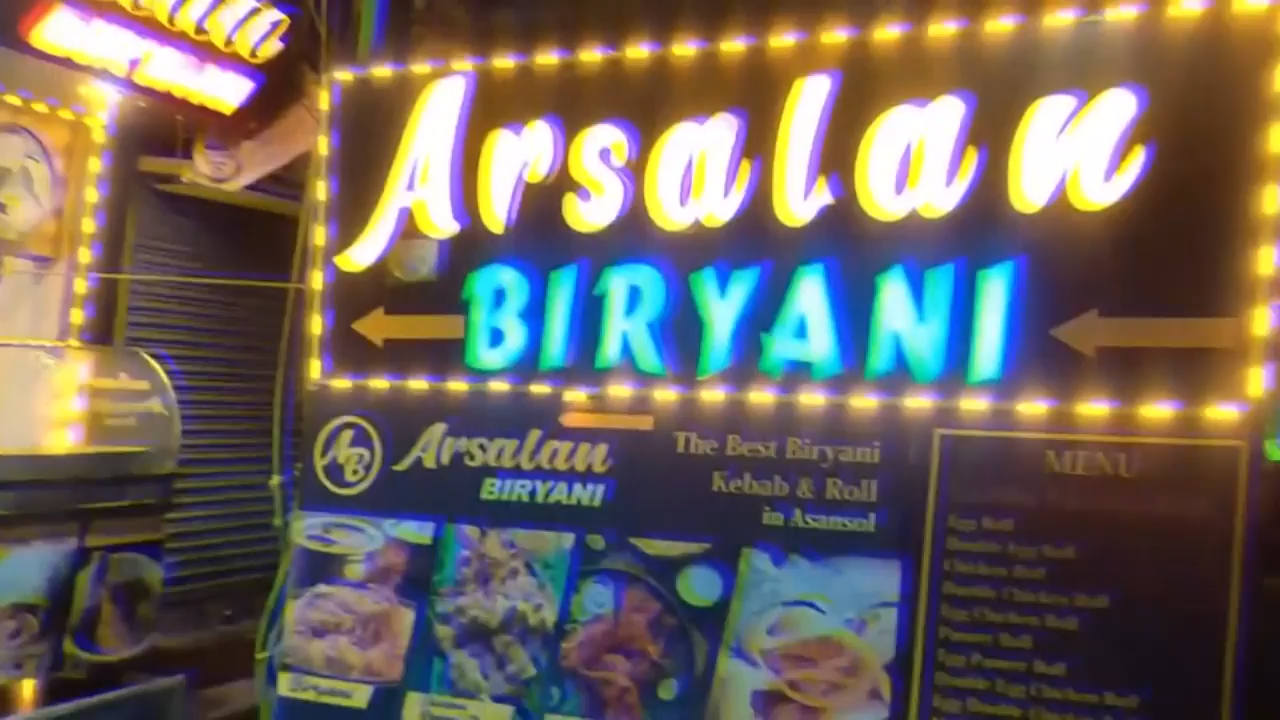 Arsalan
BIRYANI
AB
Arsalan
BIRYANI
The Best Biryani
Kebab & Roll
in Asansol
MENU
Egg Roll
Double Egg Roll
Chicken Roll
Double Chicken Roll
Egg Chicken Roll
Paneer Roll
Egg Paneer Roll
Double Egg Chicken Roll
Biryani